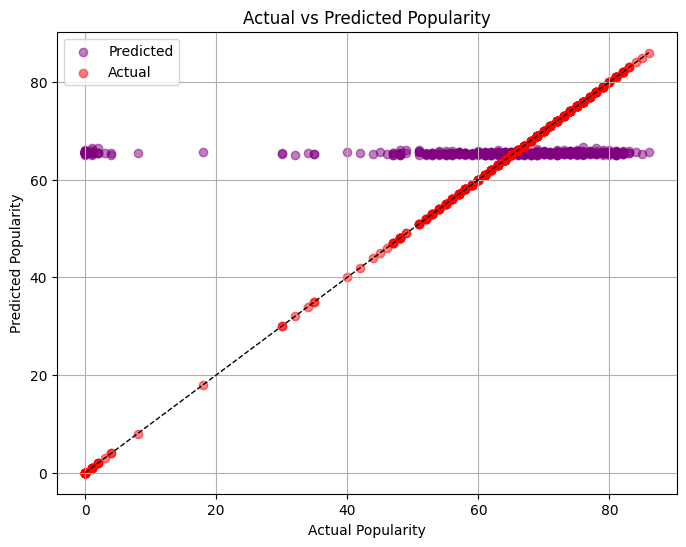 Actual vs Predicted Popularity
Predicted
Actual
Predicted Popularity
80
60
40
20
0
0 20 40 60 80
Actual Popularity